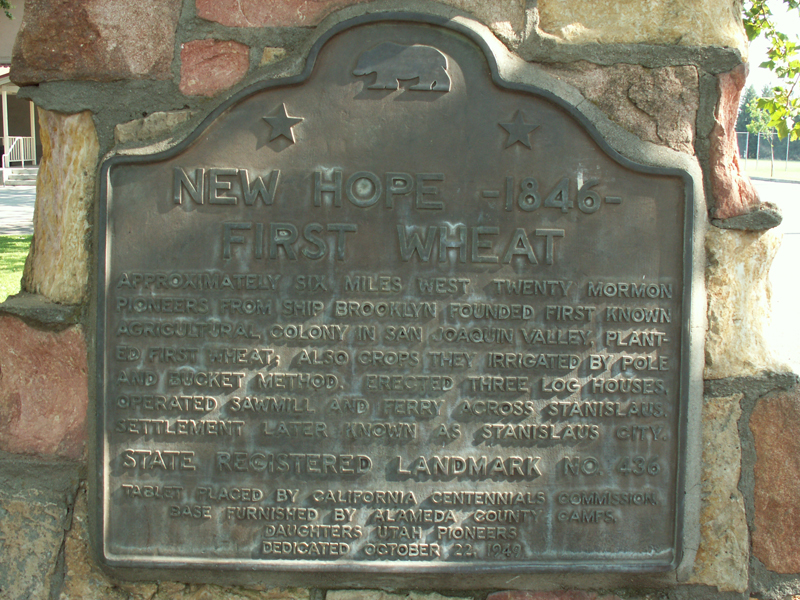 NEW HOPE -1846-
FIRST WHEAT
APPROXIMATELY SIX MILES WEST, TWENTY MORMON
PIONEERS FROM SHIP BROOKLYN FOUNDED FIRST KNOWN
AGRICULTURAL COLONY IN SAN JOAQUIN VALLEY. PLANT-
ED FIRST WHEAT; ALSO CROPS THEY IRRIGATED BY POLE
AND BUCKET METHOD. ERECTED THREE LOG HOUSES.
OPERATED SAWMILL AND FERRY ACROSS STANISLAUS.
SETTLEMENT LATER KNOWN AS STANISLAUS CITY.
STATE REGISTERED LANDMARK NO. 436
TABLET PLACED BY CALIFORNIA CENTENNIALS COMMISSION.
BASE FURNISHED BY ALAMEDA COUNTY CAMPS.
DAUGHTERS UTAH PIONEERS
DEDICATED OCTOBER 22, 1949